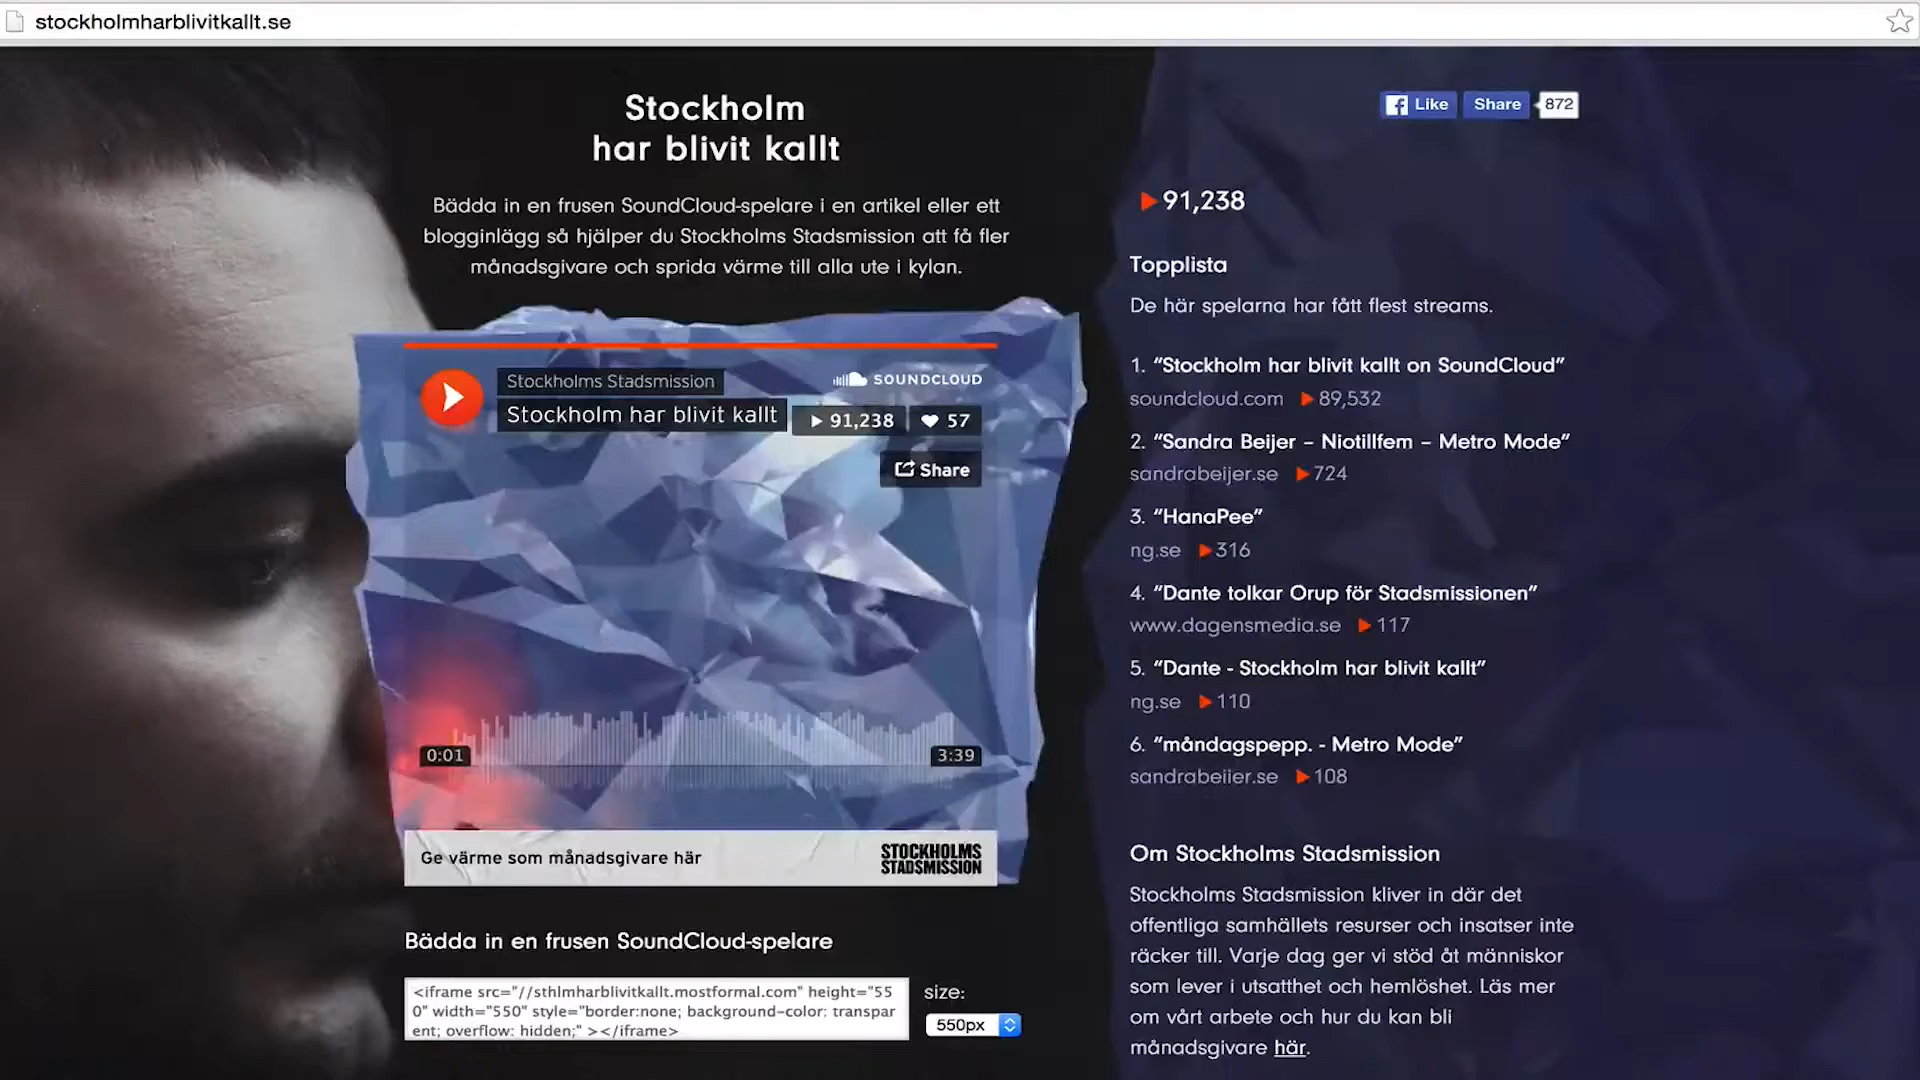 stockholmharblivitkallt.se
Stockholm
har blivit kallt
Bädda in en frusen SoundCloud-spelare i en artikel eller ett
blogginlägg så hjälper du Stockholms Stadsmission att få fler
månadsgivare och sprida värme till alla ute i kylan.
Stockholms Stadsmission
SOUNDCLOUD
Stockholm har blivit kallt
91,238
57
Share
0:01
3:39
Ge värme som månadsgivare här
STOCKHOLMS
STADSMISSION
Bädda in en frusen SoundCloud-spelare
<iframe src="//sthlmharblivitkallt.mostformal.com" height="55
0" width="550" style="border:none; background-color: transpar
ent; overflow: hidden;" ></iframe>
size:
550px
Like
Share
872
91,238
Topplista
De här spelarna har fått flest streams.
1. "Stockholm har blivit kallt on SoundCloud"
soundcloud.com 89,532
2. "Sandra Beijer – Niotillfem – Metro Mode"
sandrabeijer.se 724
3. "HanaPee"
ng.se 316
4. "Dante tolkar Orup för Stadsmissionen"
www.dagensmedia.se 117
5. "Dante - Stockholm har blivit kallt"
ng.se 110
6. "måndagspepp. - Metro Mode"
sandrabeijer.se 108
Om Stockholms Stadsmission
Stockholms Stadsmission kliver in där det
offentliga samhällets resurser och insatser inte
räcker till. Varje dag ger vi stöd åt människor
som lever i utsatthet och hemlöshet. Läs mer
om vårt arbete och hur du kan bli
månadsgivare här.